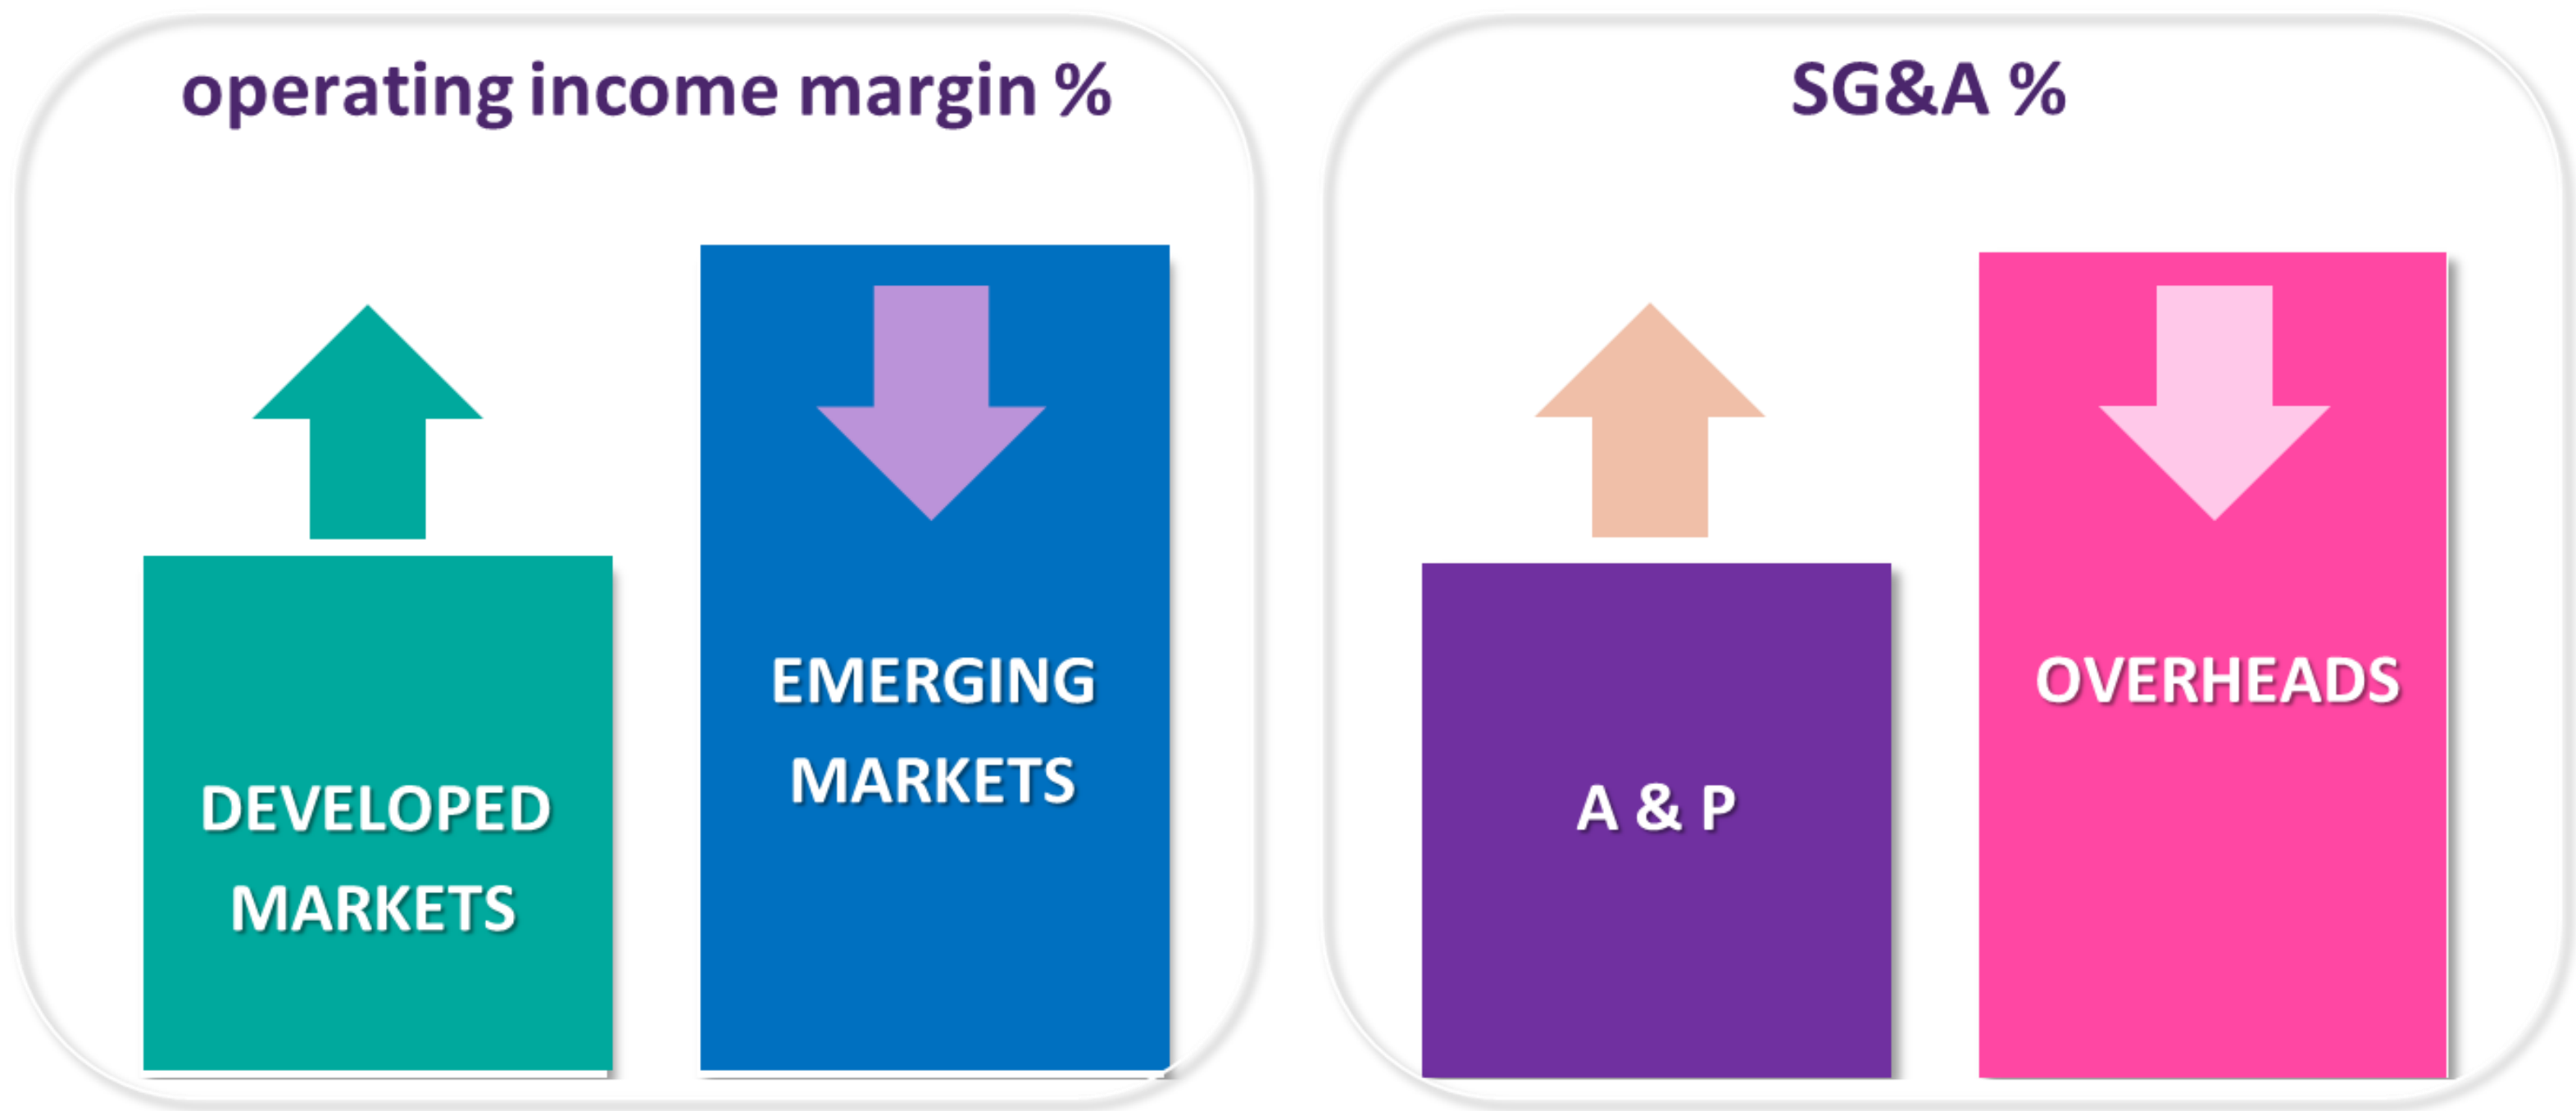 operating income margin %
DEVELOPED
MARKETS
EMERGING
MARKETS
SG&A %
A & P
OVERHEADS